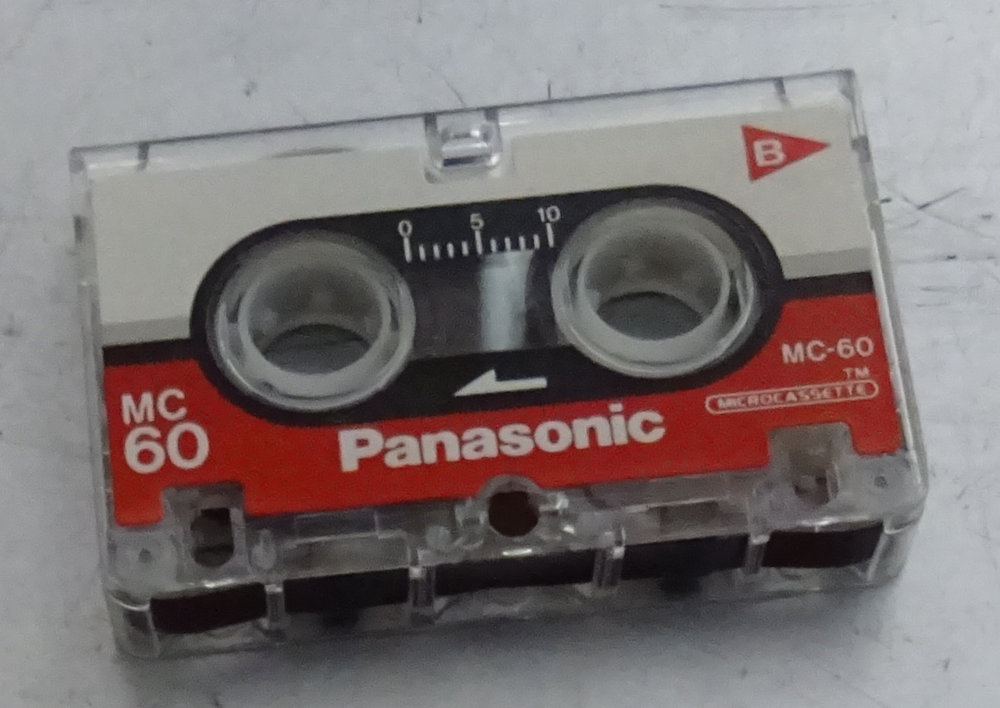 B
0 5 10
MC-60
MC
60
TM
MICROCASSETTE
Panasonic